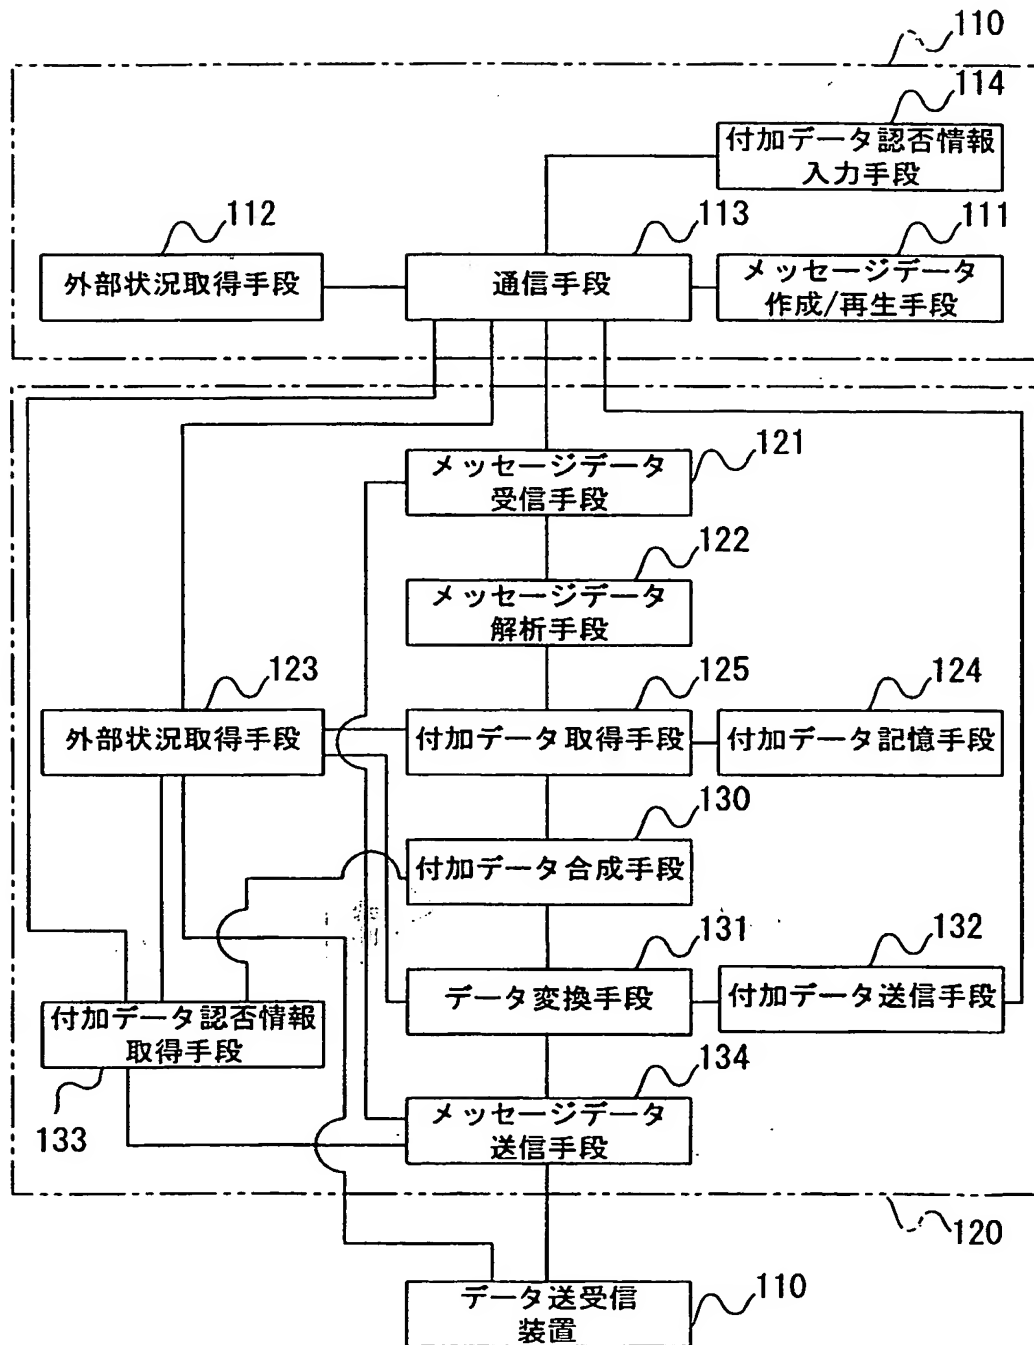 110
114
付加データ認否情報
入力手段
112
113
111
外部状況取得手段
通信手段
メッセージデータ
作成/再生手段
121
メッセージデータ
受信手段
122
メッセージデータ
解析手段
123
125
124
外部状況取得手段
付加データ取得手段
付加データ記憶手段
130
付加データ合成手段
131
132
データ変換手段
付加データ送信手段
付加データ認否情報
取得手段
133
134
メッセージデータ
送信手段
120
110
データ送受信
装置